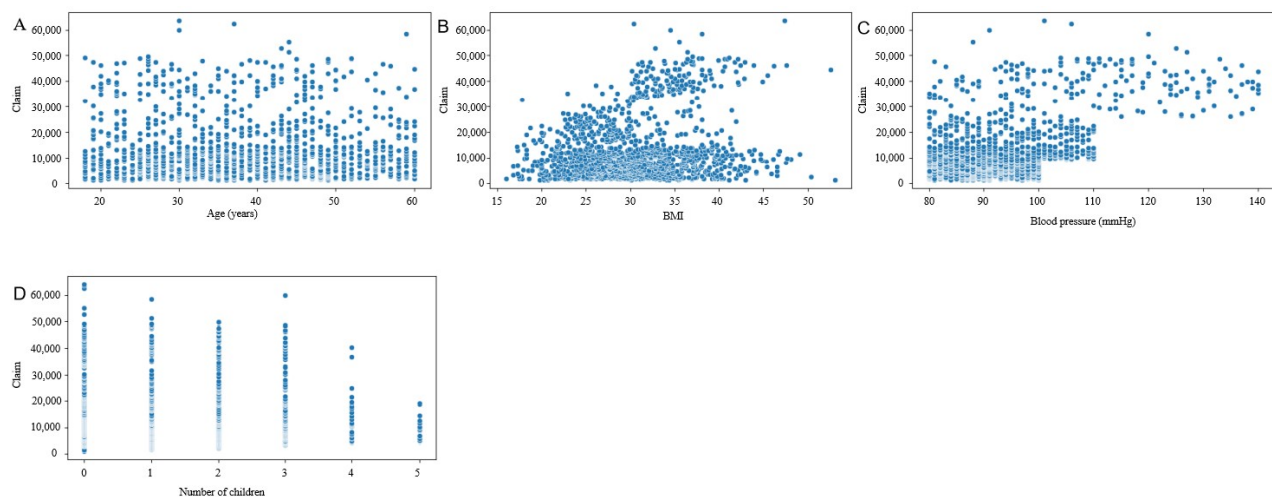 A
Claim
60,000
50,000
40,000
30,000
20,000
10,000
0
20 30 40 50 60
Age (years)
B
Claim
60,000
50,000
40,000
30,000
20,000
10,000
0
15 20 25 30 35 40 45 50
BMI
C
Claim
60,000
50,000
40,000
30,000
20,000
10,000
0
80 90 100 110 120 130 140
Blood pressure (mmHg)
D
Claim
60,000
50,000
40,000
30,000
20,000
10,000
0
0 1 2 3 4 5
Number of children